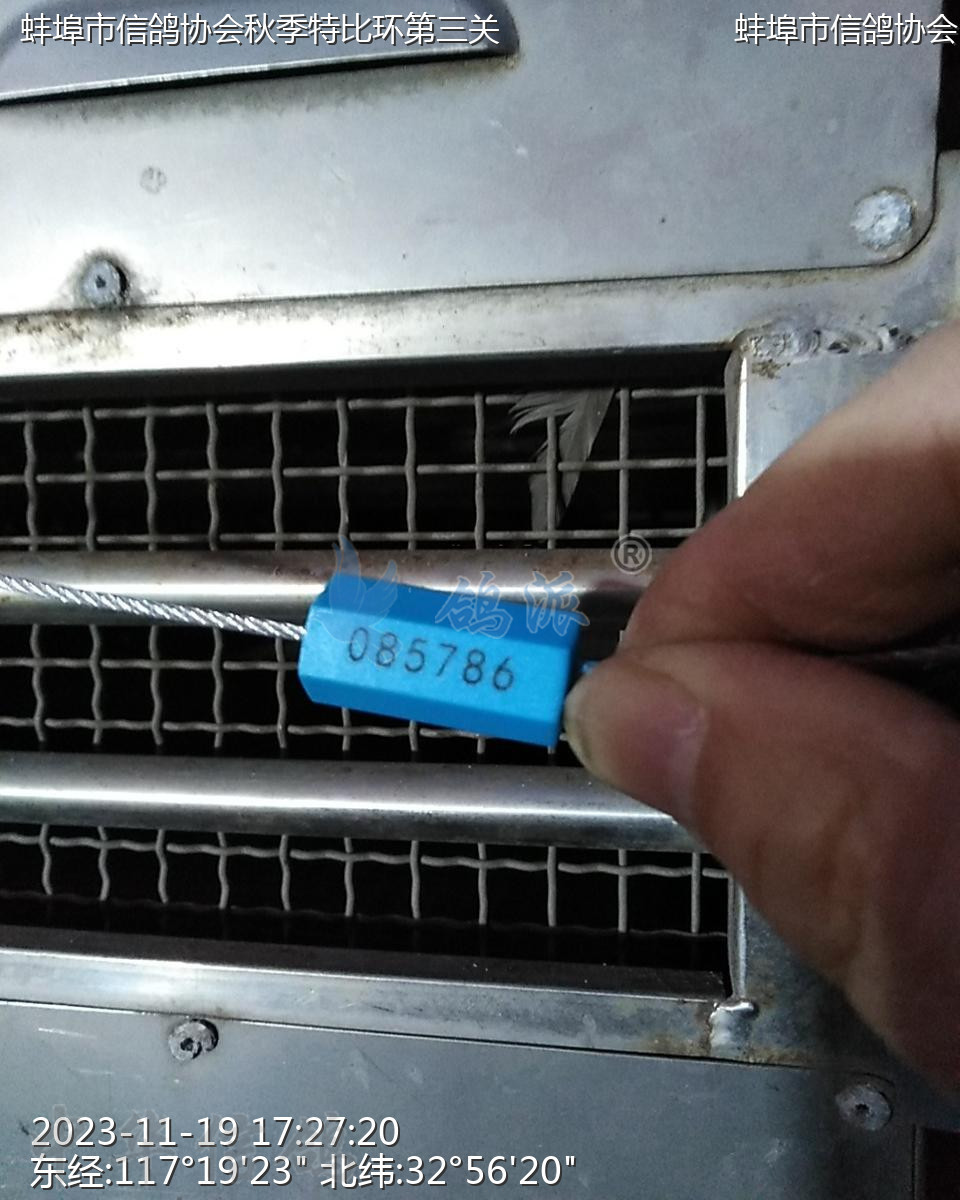 蚌埠市信鸽协会秋季特比环第三关
蚌埠市信鸽协会
®
鸽派
085786
2023-11-19 17:27:20
东经:117°19'23" 北纬:32°56'20"